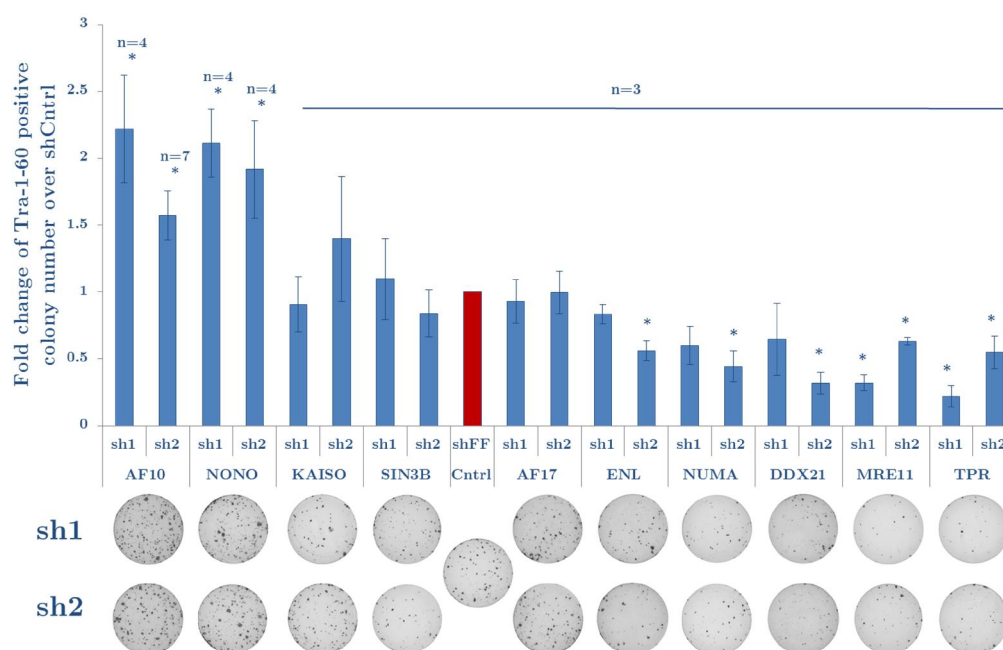 Fold change of Tra-1-60 positive
colony number over shCntrl
3
2.5
2
1.5
1
0.5
0
n=4
*
n=7
*
n=4
*
n=4
*
n=3
*
*
*
*
*
*
*
sh1 sh2 sh1 sh2 sh1 sh2 sh1 sh2 shFF sh1 sh2 sh1 sh2 sh1 sh2 sh1 sh2 sh1 sh2 sh1 sh2
AF10 NONO KAISO SIN3B Cntrl AF17 ENL NUMA DDX21 MRE11 TPR
sh1
sh2